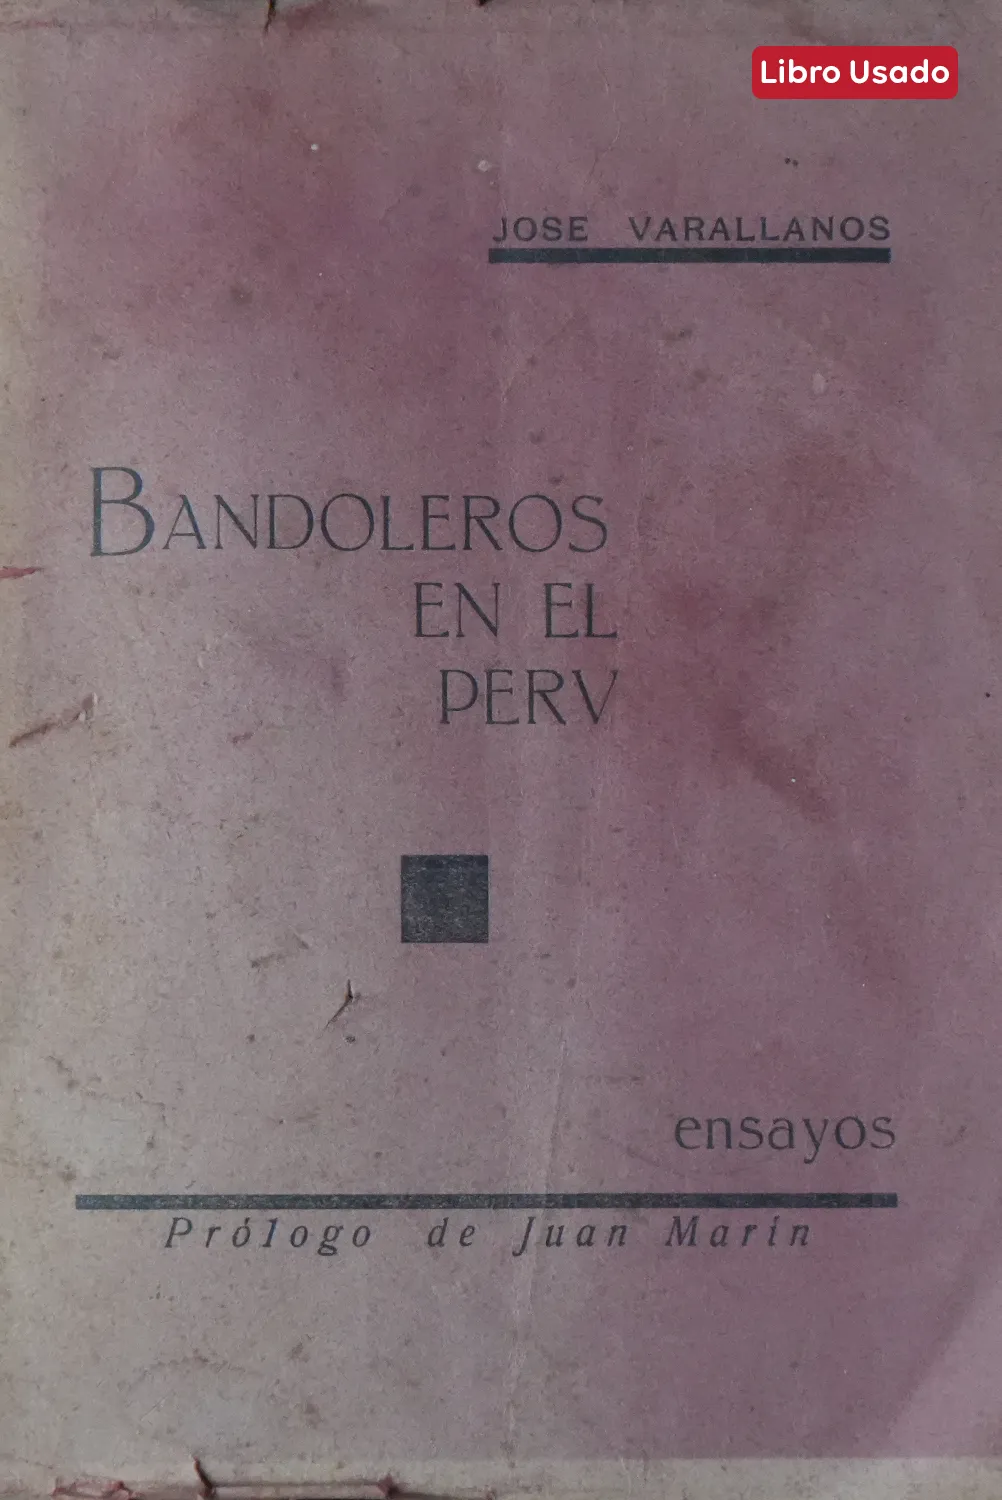 Libro Usado
JOSE VARALLANOS
BANDOLEROS
EN EL
PERV
ensayos
Prólogo de Juan Marín